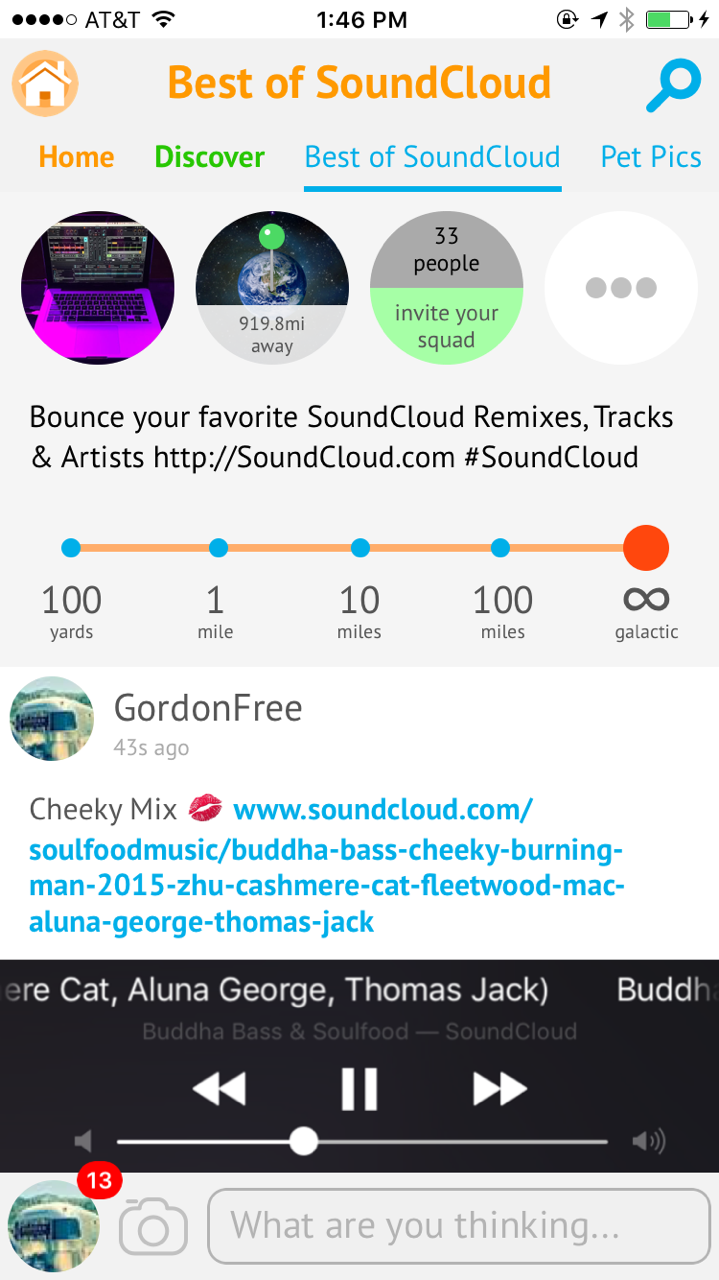 AT&T 1:46 PM
Best of SoundCloud
Home Discover Best of SoundCloud Pet Pics
919.8mi
away
33
people
invite your
squad
Bounce your favorite SoundCloud Remixes, Tracks
& Artists http://SoundCloud.com #SoundCloud
100 1 10 100 ∞
yards mile miles miles galactic
GordonFree
43s ago
Cheeky Mix 💋 www.soundcloud.com/
soulfoodmusic/buddha-bass-cheeky-burning-
man-2015-zhu-cashmere-cat-fleetwood-mac-
aluna-george-thomas-jack
ere Cat, Aluna George, Thomas Jack) Buddh
Buddha Bass & Soulfood — SoundCloud
13
What are you thinking...